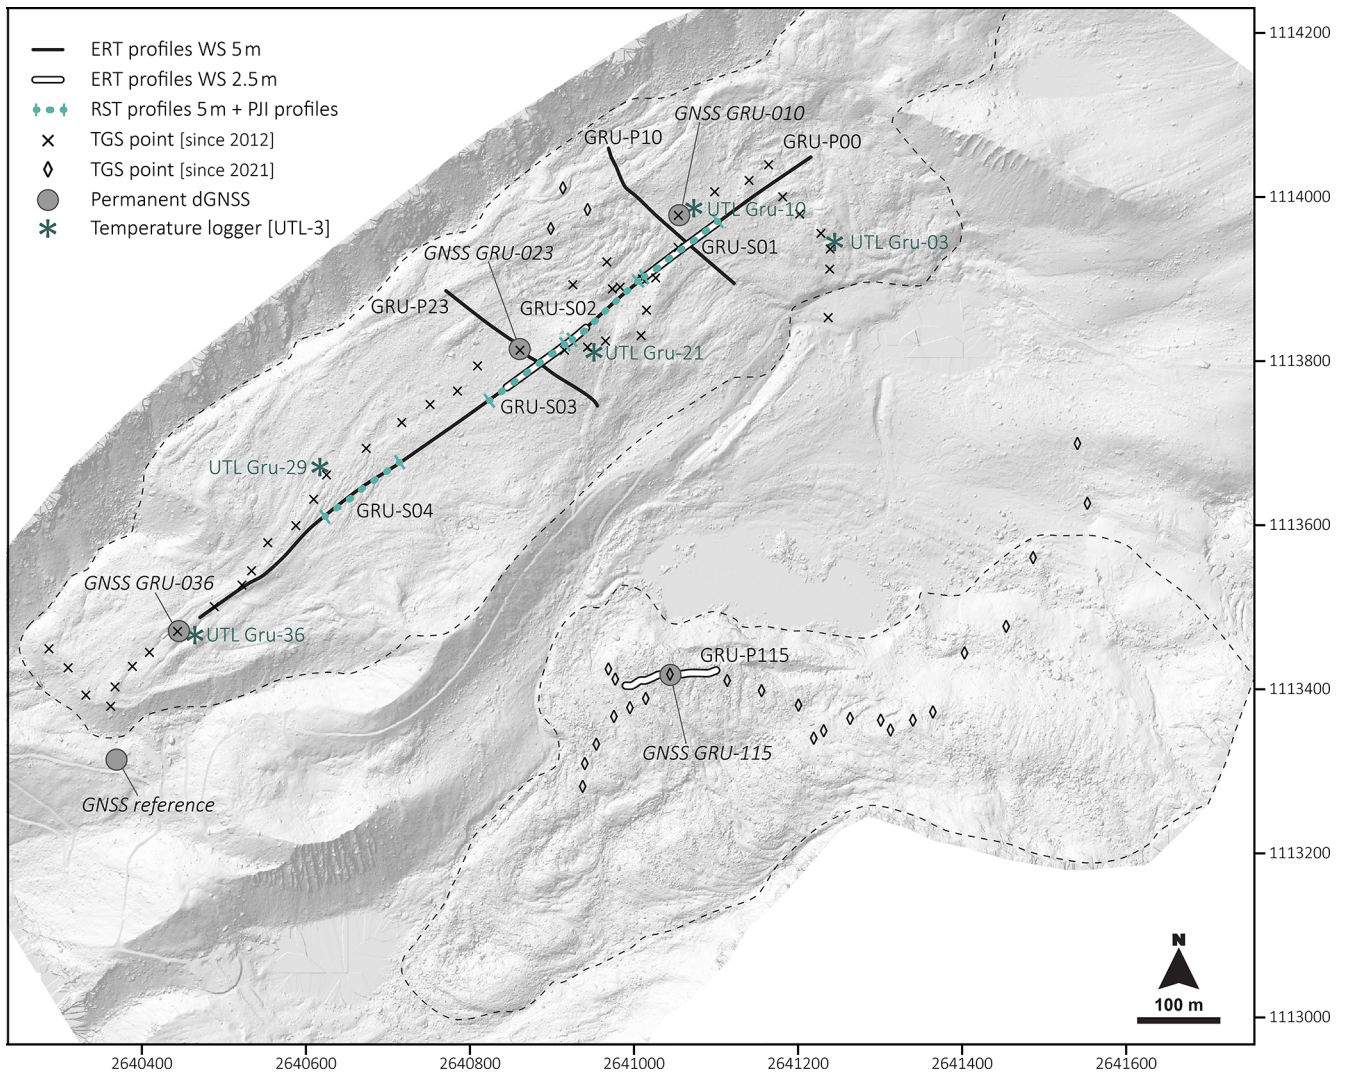 ERT profiles WS 5 m
ERT profiles WS 2.5 m
RST profiles 5 m + PJI profiles
TGS point [since 2012]
TGS point [since 2021]
Permanent dGNSS
Temperature logger [UTL-3]
GNSS GRU-010
GRU-P10
GRU-P00
UTL Gru-10
GRU-S01
UTL Gru-03
GNSS GRU-023
GRU-P23
GRU-S02
UTL Gru-21
GRU-S03
UTL Gru-29
GRU-S04
GNSS GRU-036
UTL Gru-36
GRU-P115
GNSS GRU-115
GNSS reference
N
100 m
1114200
1114000
1113800
1113600
1113400
1113200
1113000
2640400
2640600
2640800
2641000
2641200
2641400
2641600